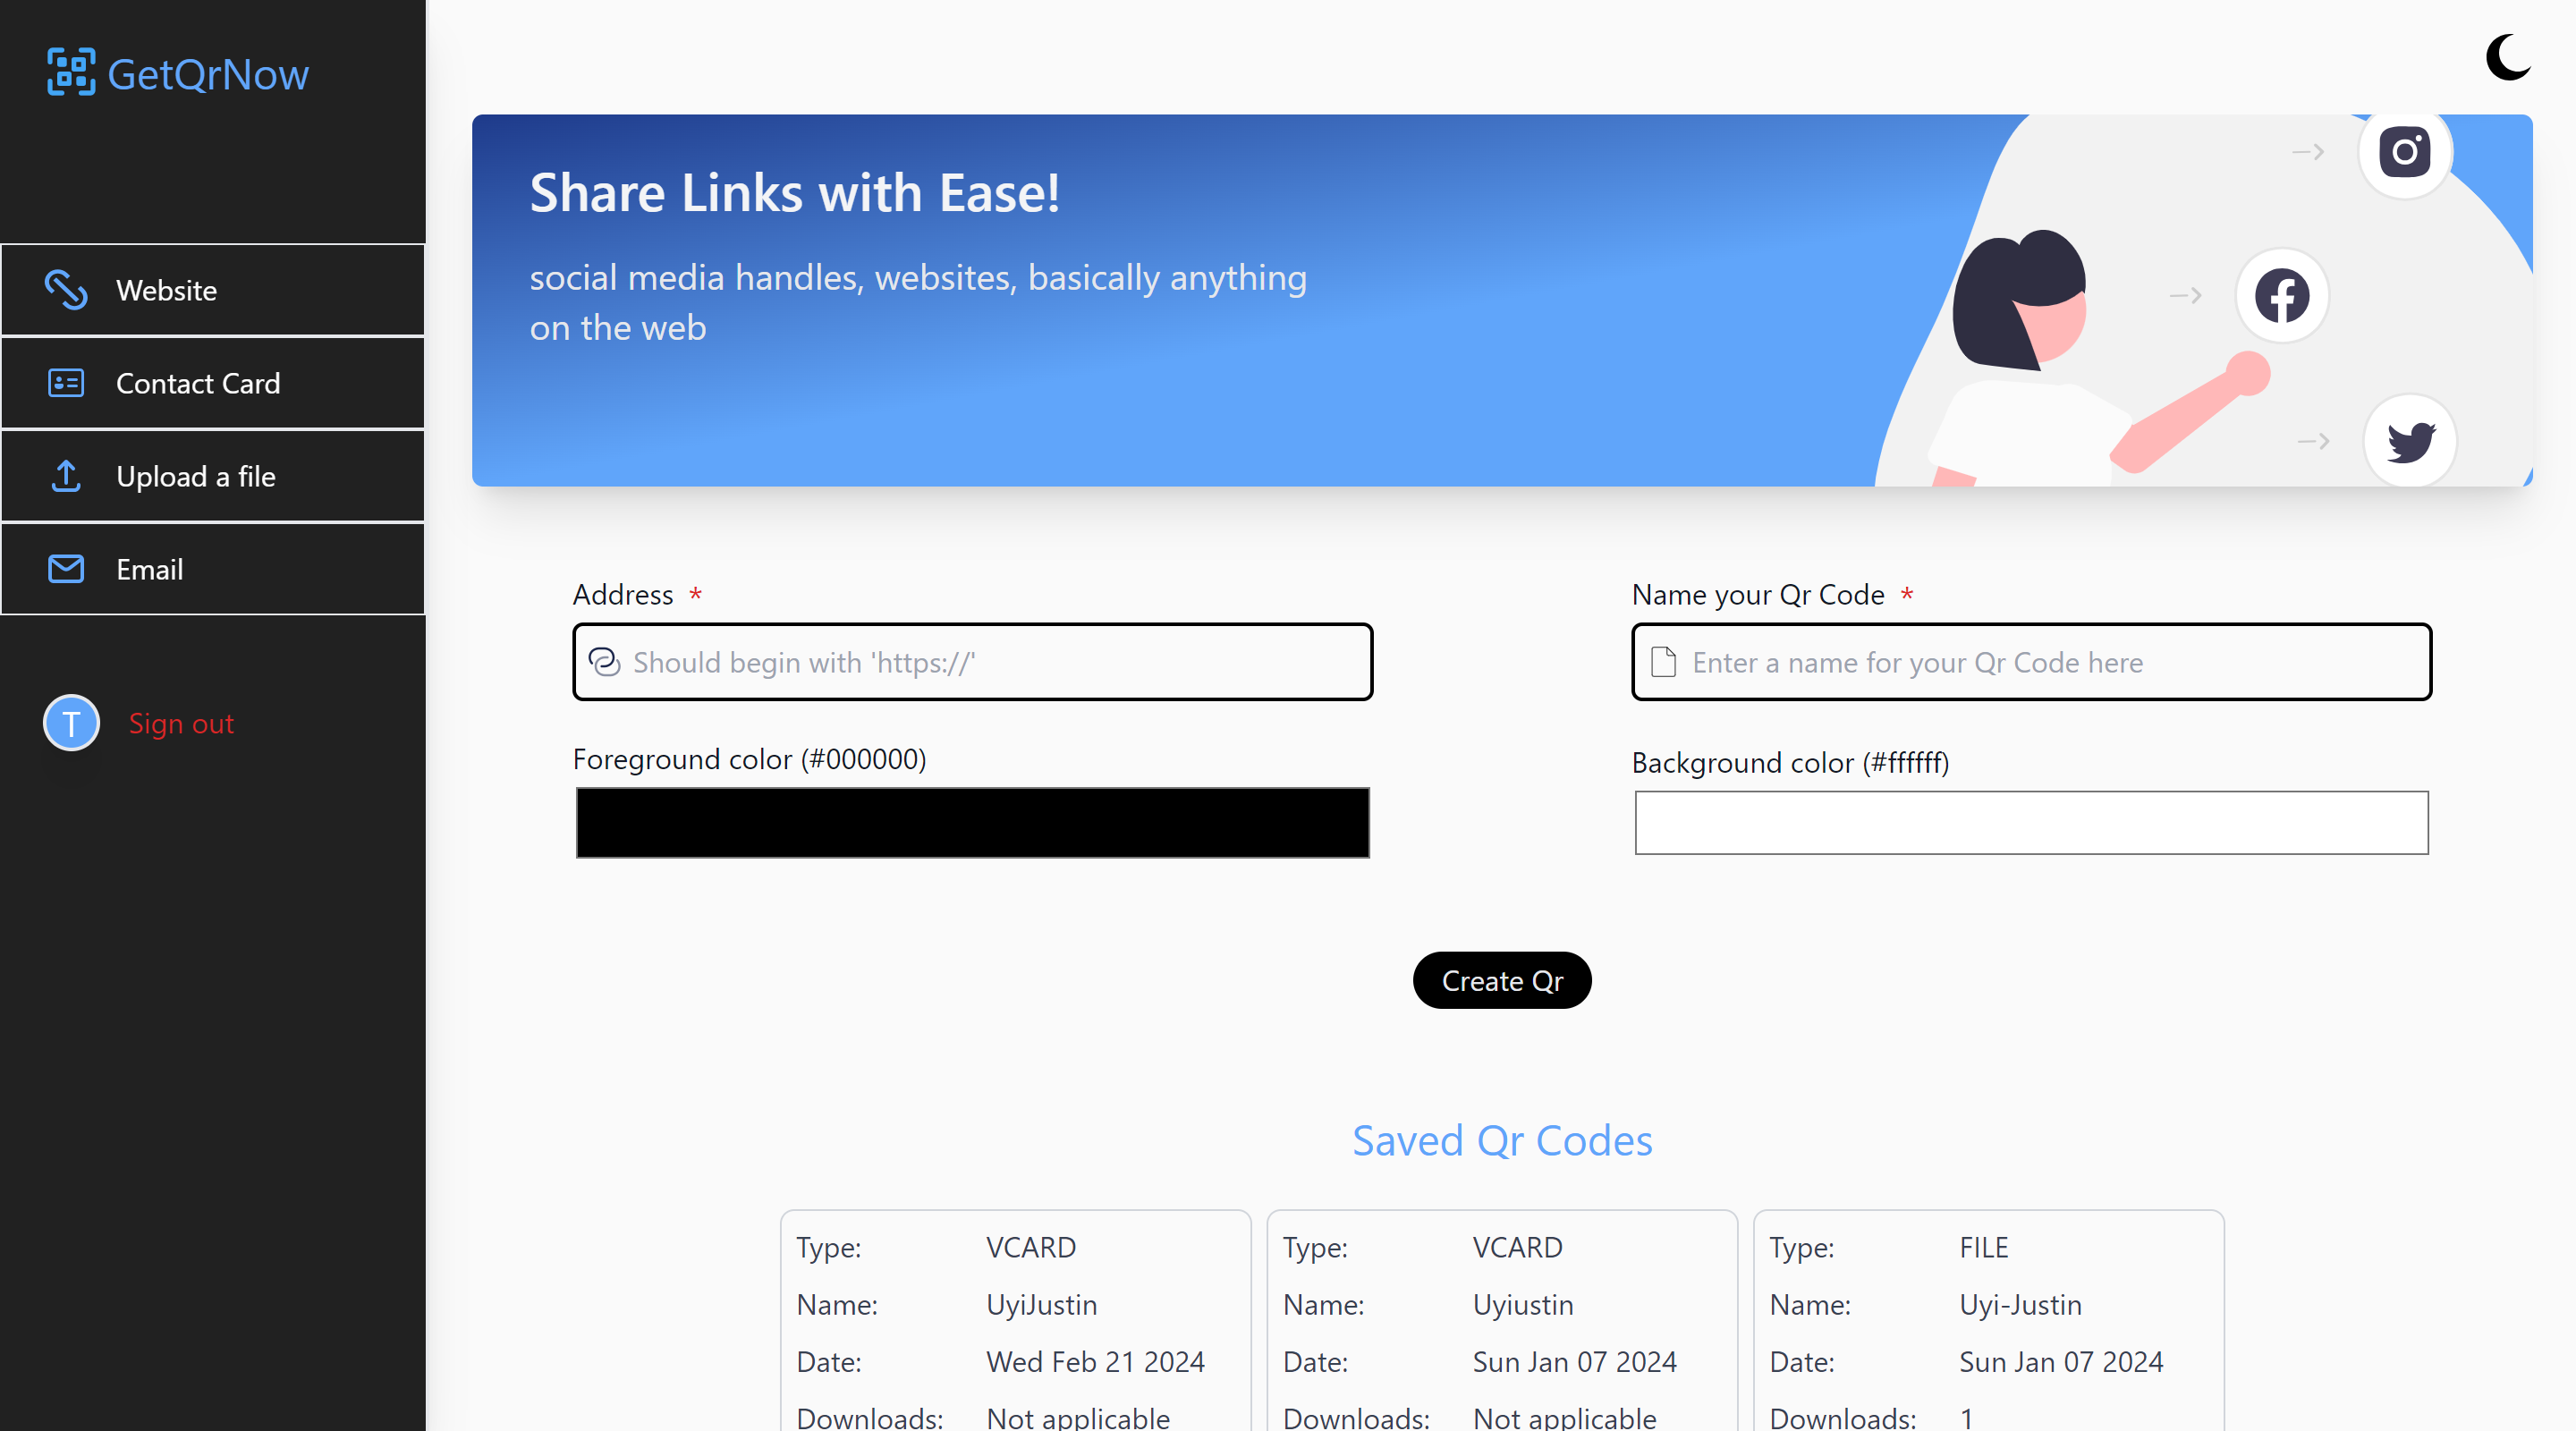 GetQrNow
Website
Contact Card
Upload a file
Email
T
Sign out
Share Links with Ease!
social media handles, websites, basically anything
on the web
Address *
Should begin with 'https://'
Name your Qr Code *
Enter a name for your Qr Code here
Foreground color (#000000)
Background color (#ffffff)
Create Qr
Saved Qr Codes
Type: VCARD
Name: UyiJustin
Date: Wed Feb 21 2024
Downloads: Not applicable
Type: VCARD
Name: Uyiustin
Date: Sun Jan 07 2024
Downloads: Not applicable
Type: FILE
Name: Uyi-Justin
Date: Sun Jan 07 2024
Downloads: 1